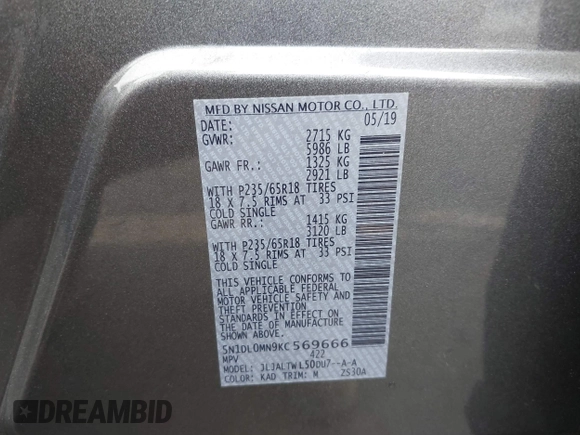 MFD BY NISSAN MOTOR CO., LTD.
DATE: 05/19
GVWR: 2715 KG
5986 LB
GAWR FR.: 1325 KG
2921 LB
WITH P235/65R18 TIRES
18 X 7.5 RIMS AT 33 PSI
COLD SINGLE
GAWR RR.: 1415 KG
3120 LB
WITH P235/65R18 TIRES
18 X 7.5 RIMS AT 33 PSI
COLD SINGLE
THIS VEHICLE CONFORMS TO
ALL APPLICABLE FEDERAL
MOTOR VEHICLE SAFETY AND
THEFT PREVENTION
STANDARDS IN EFFECT ON
THE DATE OF MANUFACTURE
SHOWN ABOVE.
5N1DL0MN9KC569666
MPV 422
MODEL: JLJALTWL50DU7--A-A
COLOR: KAD TRIM: M 2S30A
DREAMBID